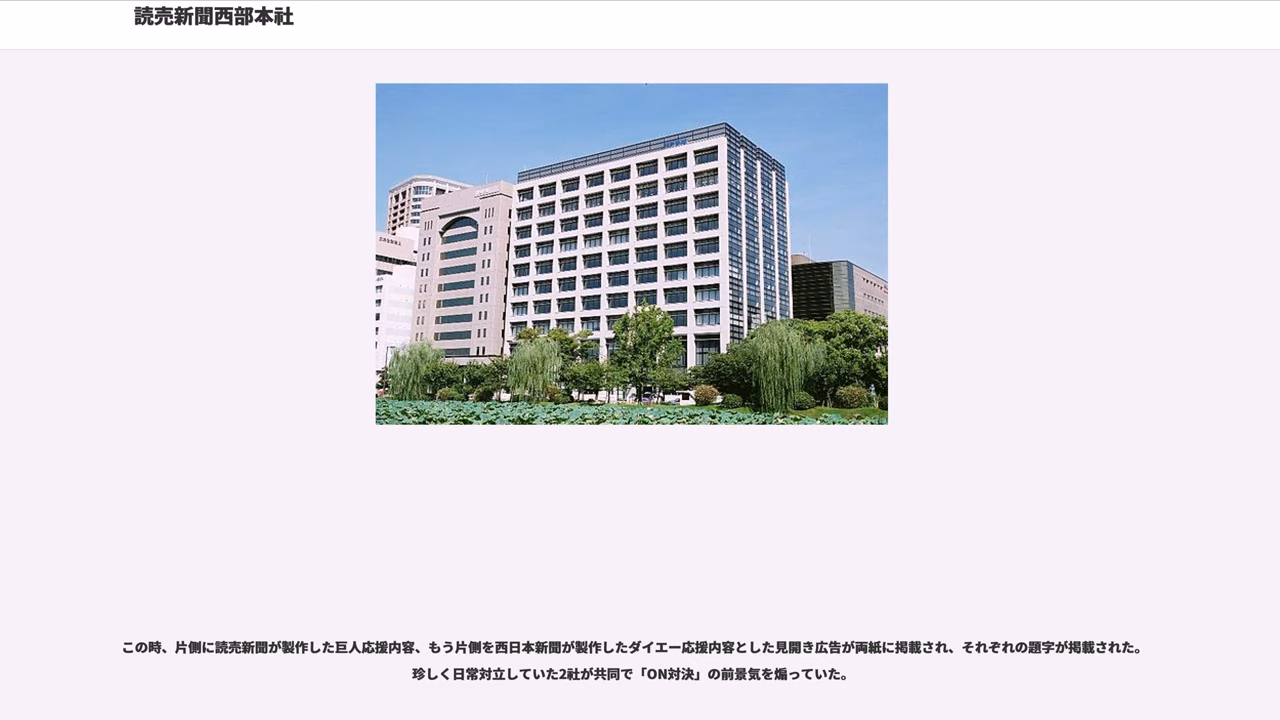 読売新聞西部本社
この時、片側に読売新聞が製作した巨人応援内容、もう片側を西日本新聞が製作したダイエー応援内容とした見開き広告が両紙に掲載され、それぞれの題字が掲載された。
珍しく日常対立していた2社が共同で「ON対決」の前景気を煽っていた。